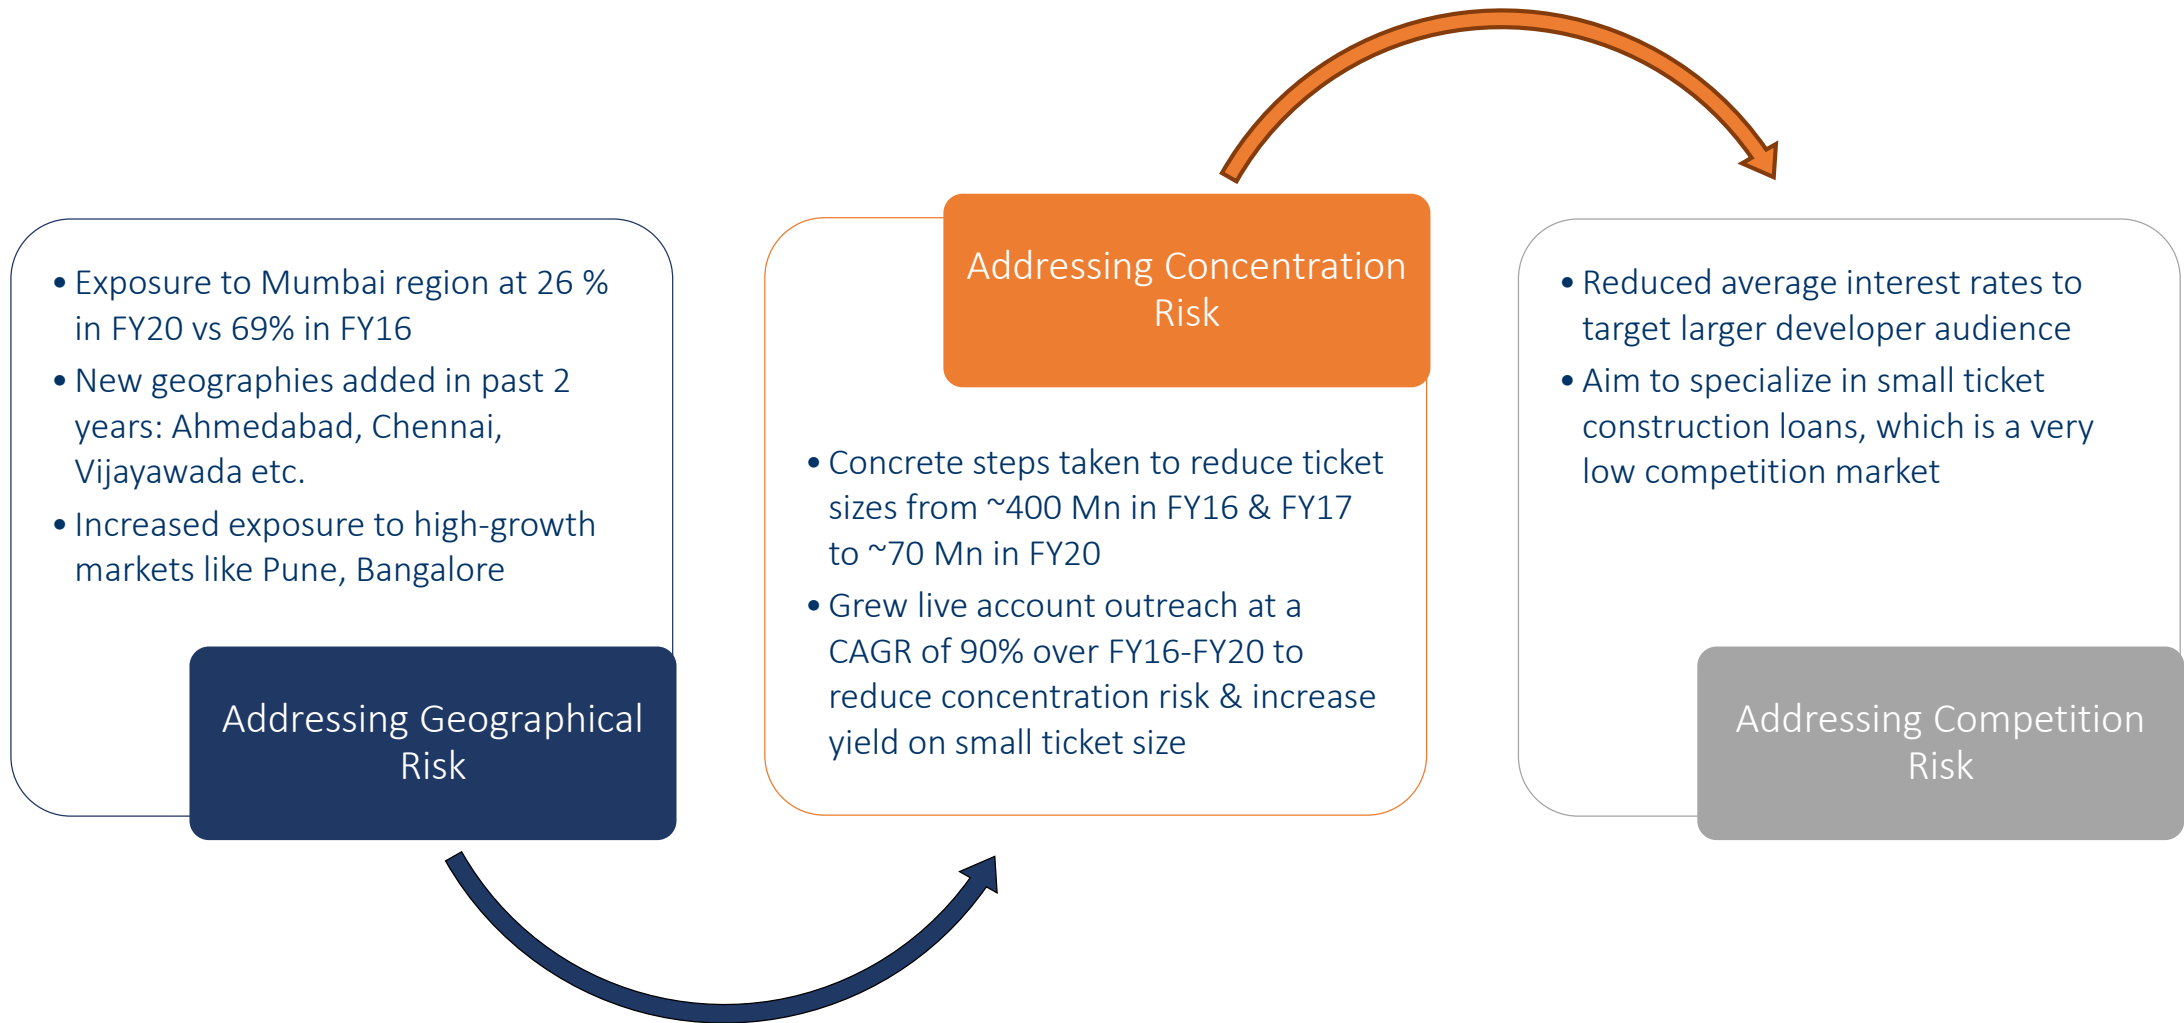 • Exposure to Mumbai region at 26 %
in FY20 vs 69% in FY16
• New geographies added in past 2
years: Ahmedabad, Chennai,
Vijayawada etc.
• Increased exposure to high-growth
markets like Pune, Bangalore
Addressing Geographical
Risk
Addressing Concentration
Risk
• Concrete steps taken to reduce ticket
sizes from ~400 Mn in FY16 & FY17
to ~70 Mn in FY20
• Grew live account outreach at a
CAGR of 90% over FY16-FY20 to
reduce concentration risk & increase
yield on small ticket size
• Reduced average interest rates to
target larger developer audience
• Aim to specialize in small ticket
construction loans, which is a very
low competition market
Addressing Competition
Risk